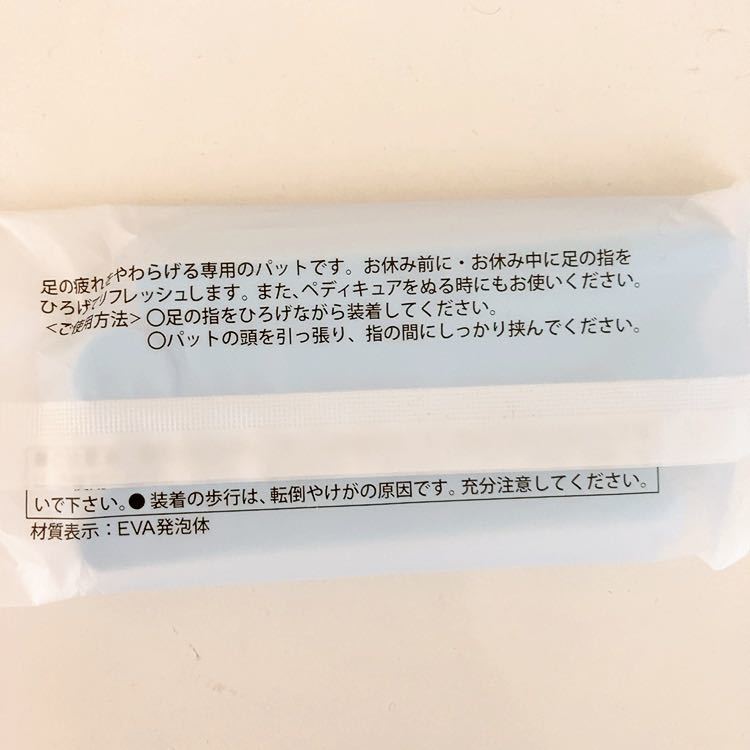 足の疲れをやわらげる専用のパットです。お休み前に・お休み中に足の指を
ひろげてリフレッシュします。また、ペディキュアをぬる時にもお使いください。
<ご使用方法>○足の指をひろげながら装着してください。
○パットの頭を引っ張り、指の間にしっかり挟んでください。
いで下さい。●装着の歩行は、転倒やけがの原因です。充分注意してください。
材質表示：EVA発泡体